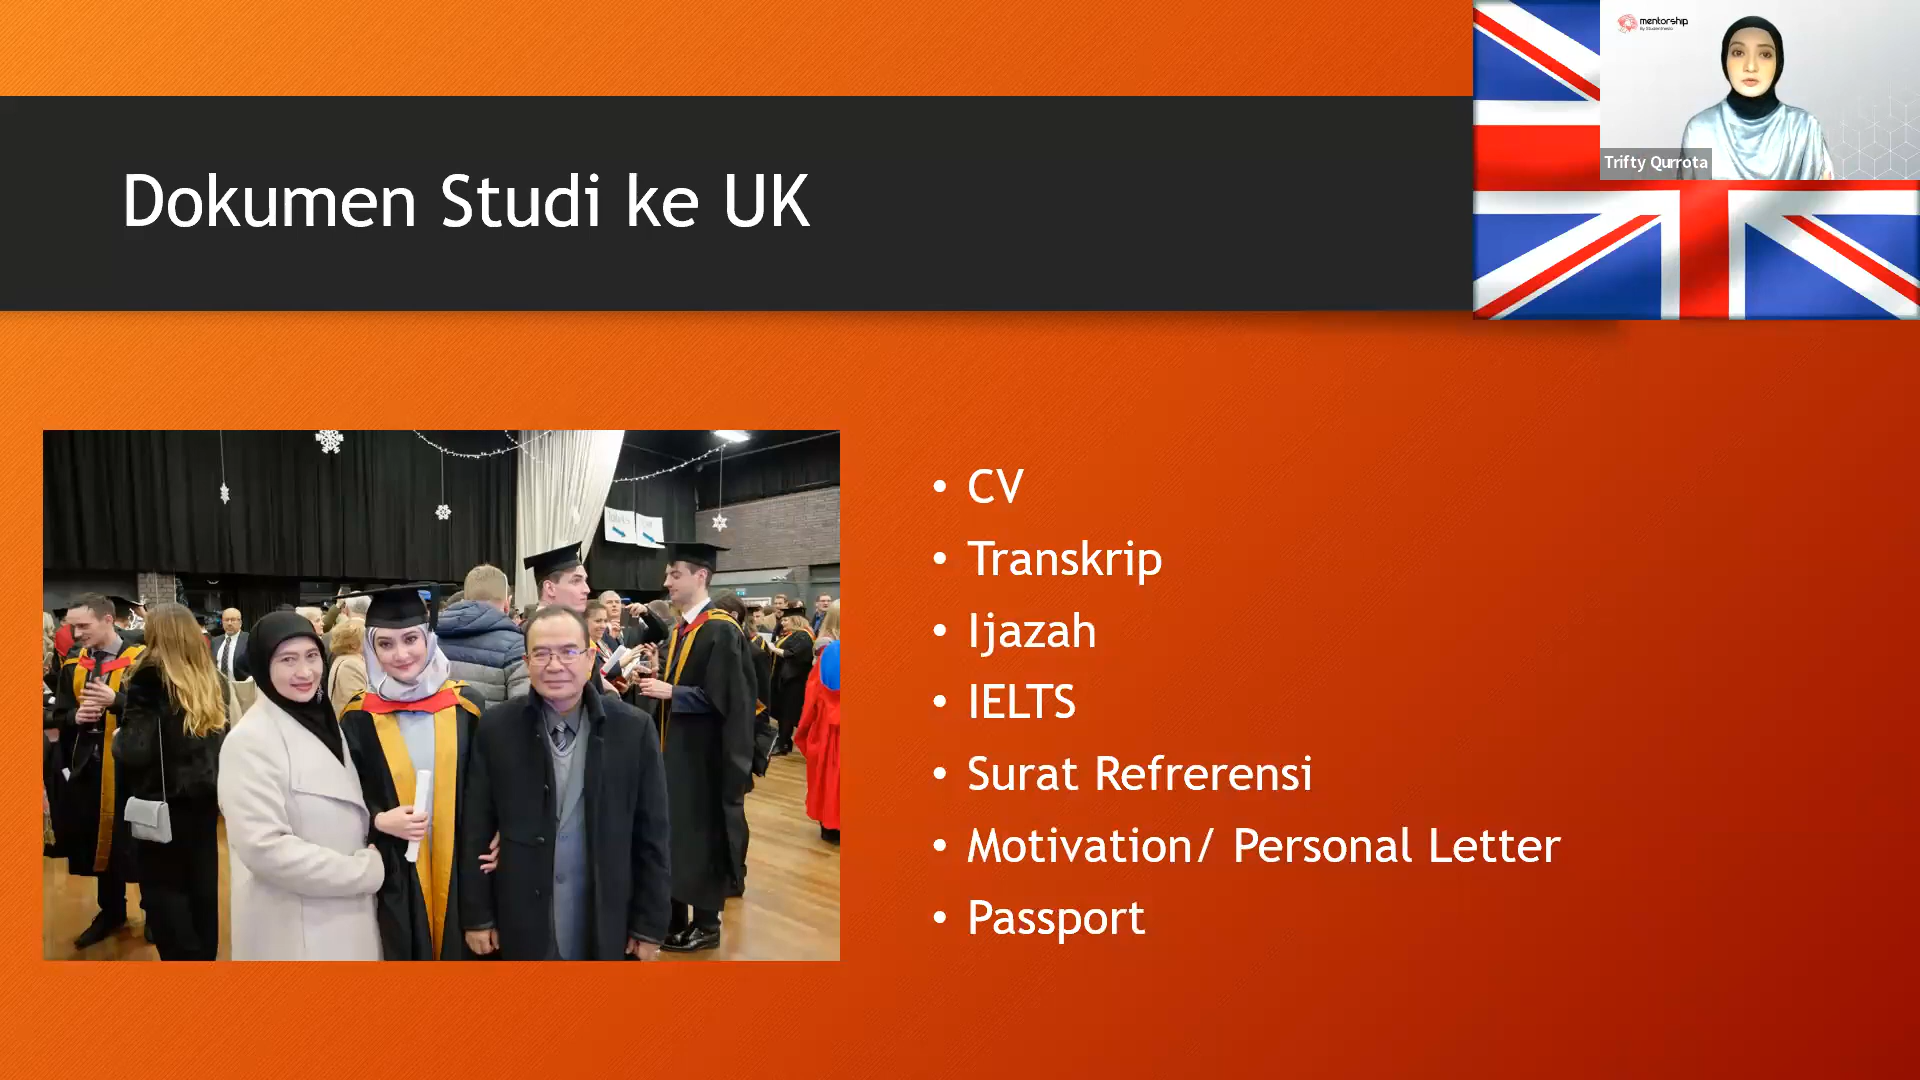 mentorship
Trifty Qurrota
Dokumen Studi ke UK
• CV
• Transkrip
• Ijazah
• IELTS
• Surat Refrerensi
• Motivation/ Personal Letter
• Passport